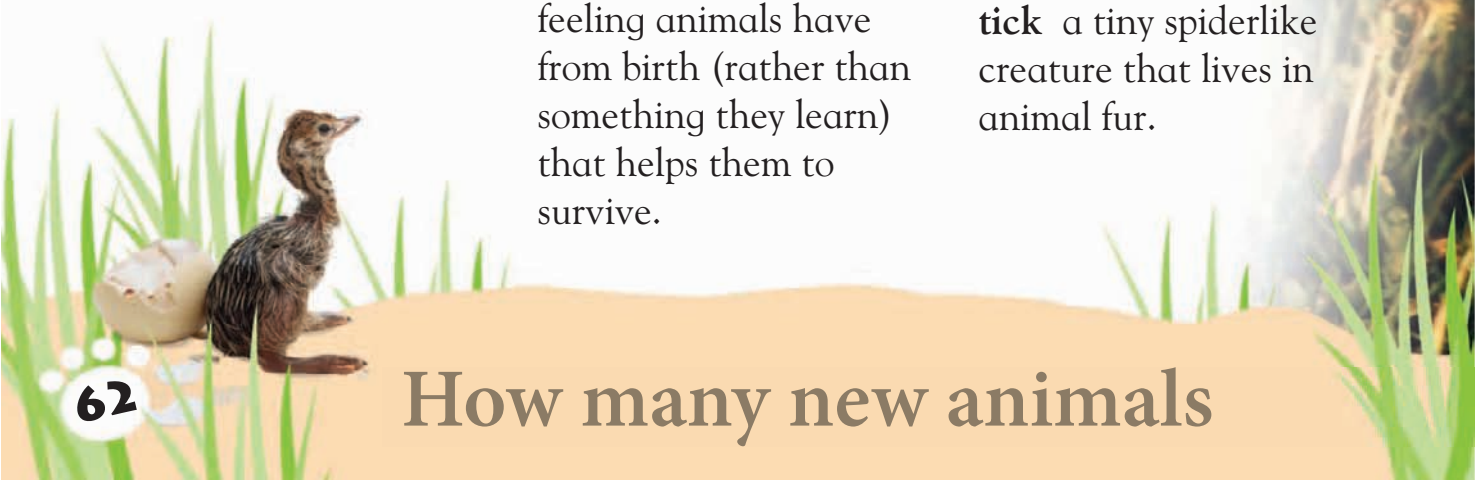 feeling animals have
from birth (rather than
something they learn)
that helps them to
survive.
tick a tiny spiderlike
creature that lives in
animal fur.
62
How many new animals